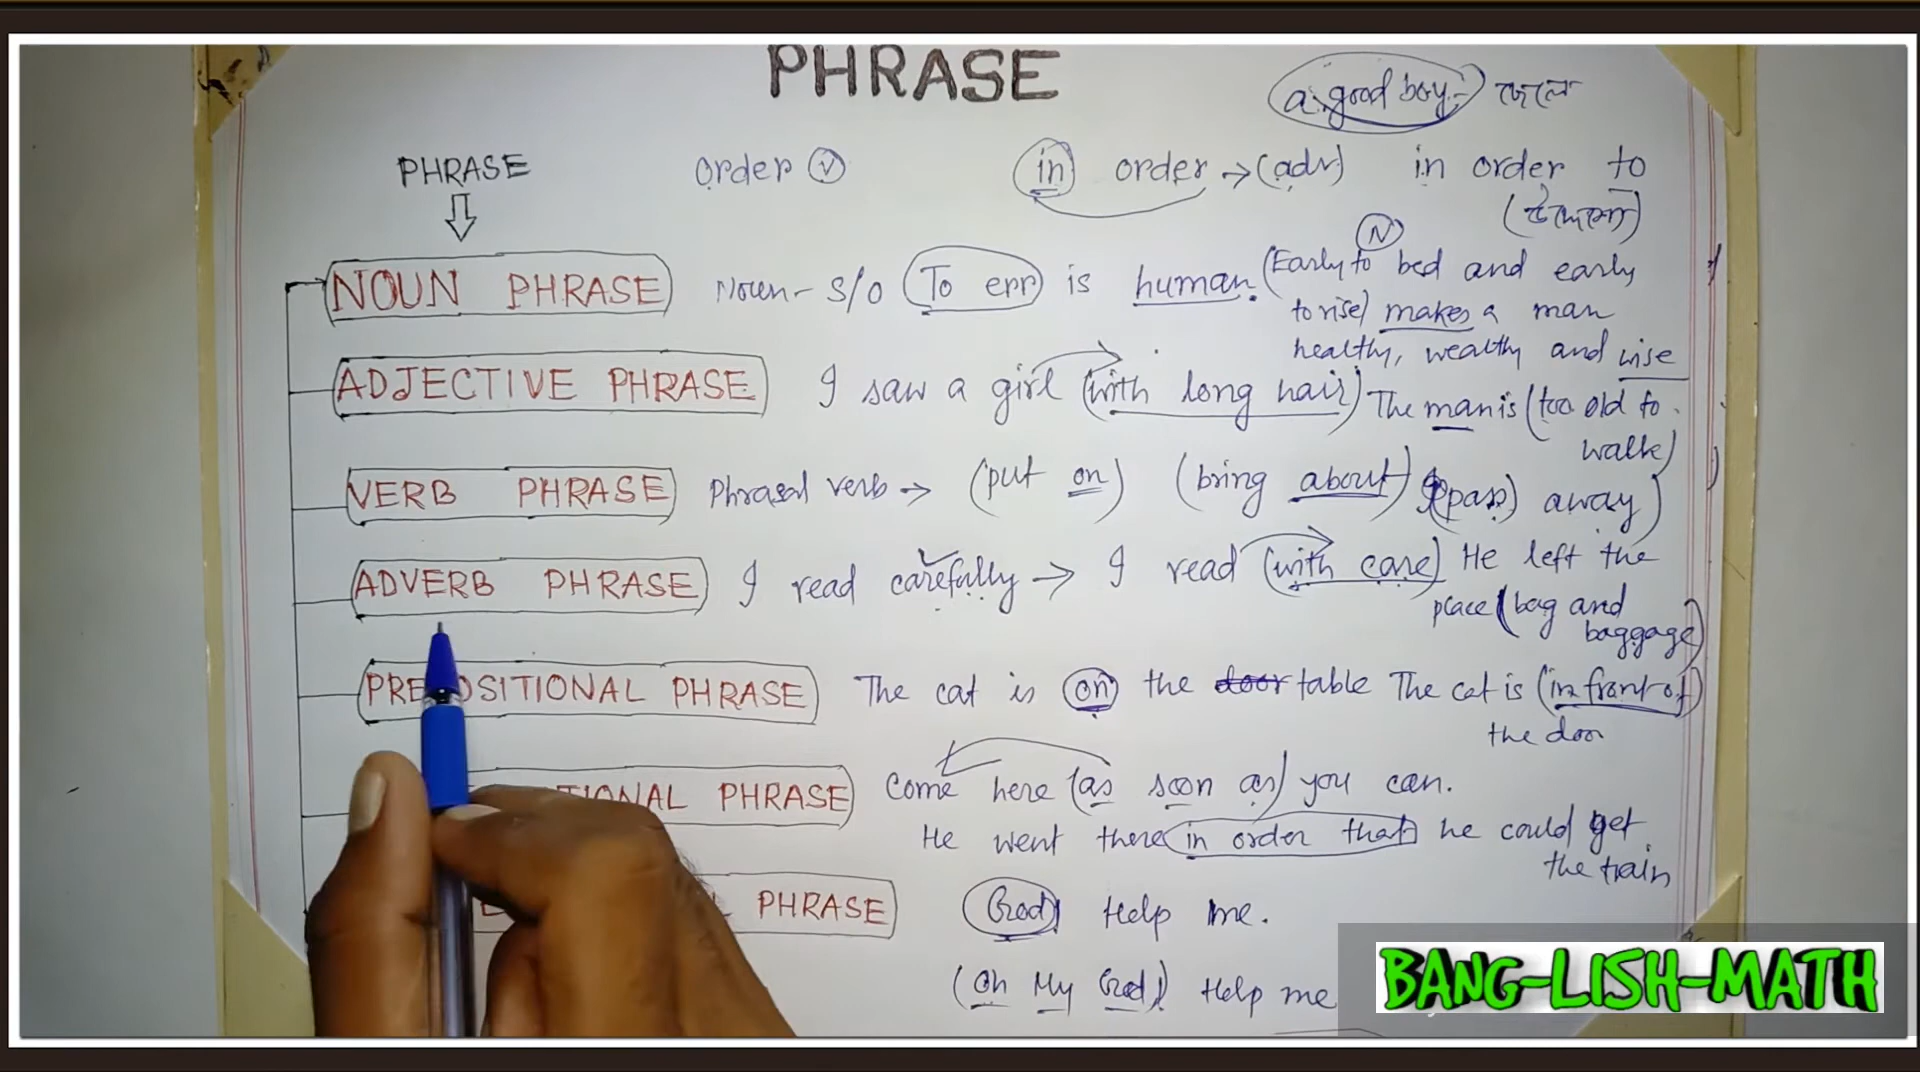 PHRASE
a good boy - ছেলে
PHRASE
Order (V)
in order → (adv)
in order to
NOUN PHRASE
Noun - S/O To err is human.
(N)
(Early to bed and early
to rise) makes a man
healthy, wealthy and wise
ADJECTIVE PHRASE
I saw a girl (with long hair)
The man is (too old to
walk)
VERB PHRASE
Phrasal verb → (put on) (bring about) (pass) away)
ADVERB PHRASE
I read carefully → I read (with care)
He left the
place (bag and
baggage)
PRE OSITIONAL PHRASE
The cat is on the door table
The cat is (in front of)
the door
TIONAL PHRASE
Come here (as soon as) you can.
He went there in order that he could get
the train
L PHRASE
God! Help me.
(Oh My God!) Help me
BANG-LISH-MATH